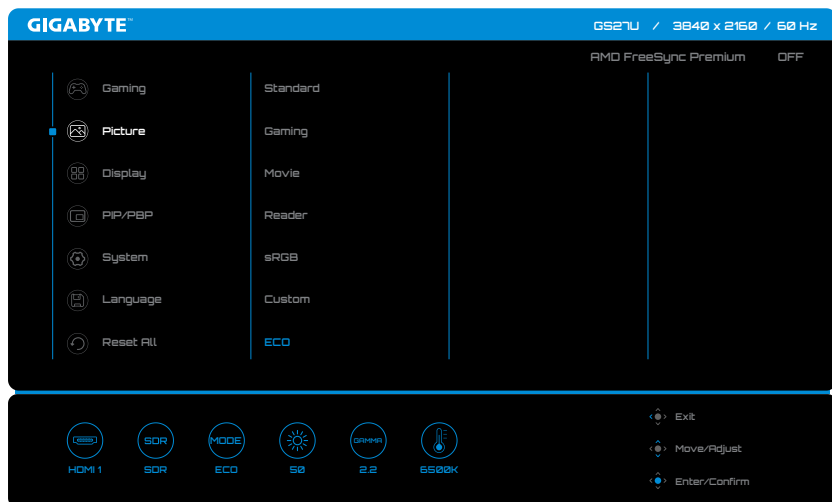 GIGABYTE™
GS27U / 3840 x 2160 / 60 Hz
AMD FreeSync Premium OFF
Gaming Standard
Picture Gaming
Display Movie
PIP/PBP Reader
System sRGB
Language Custom
Reset All ECO
SDR MODE GAMMA
HDMI 1 SDR ECO 50 2.2 6500K
Exit
Move/Adjust
Enter/Confirm